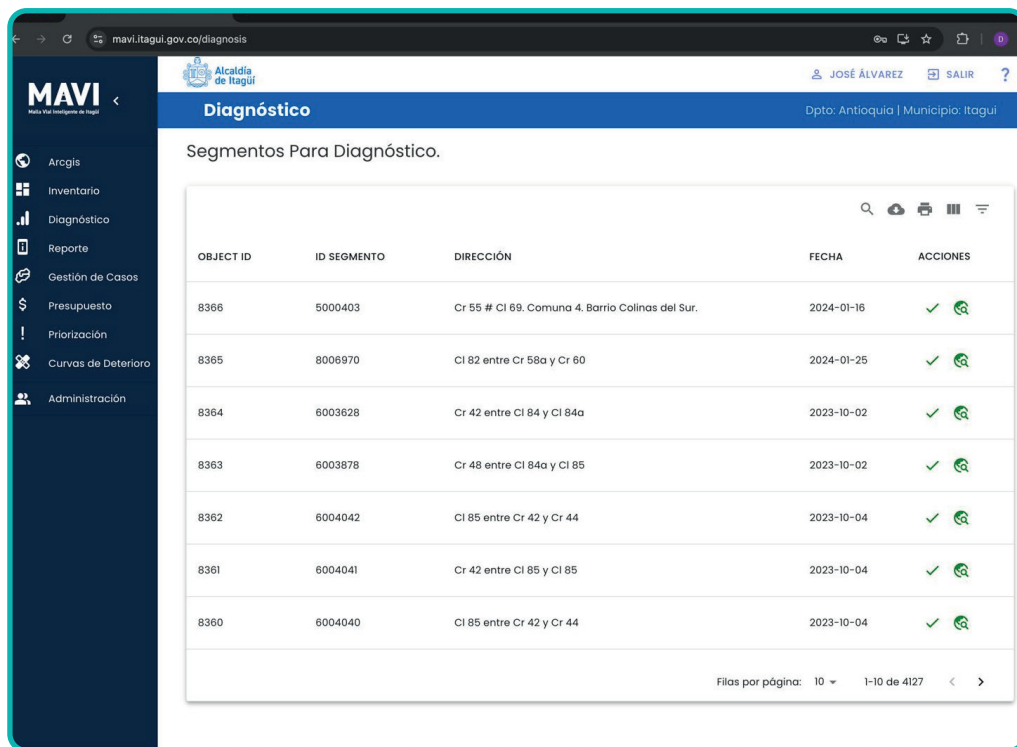 mavi.itagui.gov.co/diagnosis
D
MAVI
Malla Vial Inteligente de Itagüí
Alcaldía
de Itagüí
JOSÉ ÁLVAREZ SALIR ?
Diagnóstico Dpto: Antioquia | Municipio: Itagui
Arcgis
Inventario
Diagnóstico
Reporte
Gestión de Casos
Presupuesto
Priorización
Curvas de Deterioro
Administración
Segmentos Para Diagnóstico.
OBJECT ID ID SEGMENTO DIRECCIÓN FECHA ACCIONES
8366 5000403 Cr 55 # Cl 69. Comuna 4. Barrio Colinas del Sur. 2024-01-16
8365 8006970 Cl 82 entre Cr 58a y Cr 60 2024-01-25
8364 6003628 Cr 42 entre Cl 84 y Cl 84a 2023-10-02
8363 6003878 Cr 48 entre Cl 84a y Cl 85 2023-10-02
8362 6004042 Cl 85 entre Cr 42 y Cr 44 2023-10-04
8361 6004041 Cr 42 entre Cl 85 y Cl 85 2023-10-04
8360 6004040 Cl 85 entre Cr 42 y Cr 44 2023-10-04
Filas por página: 10 1-10 de 4127